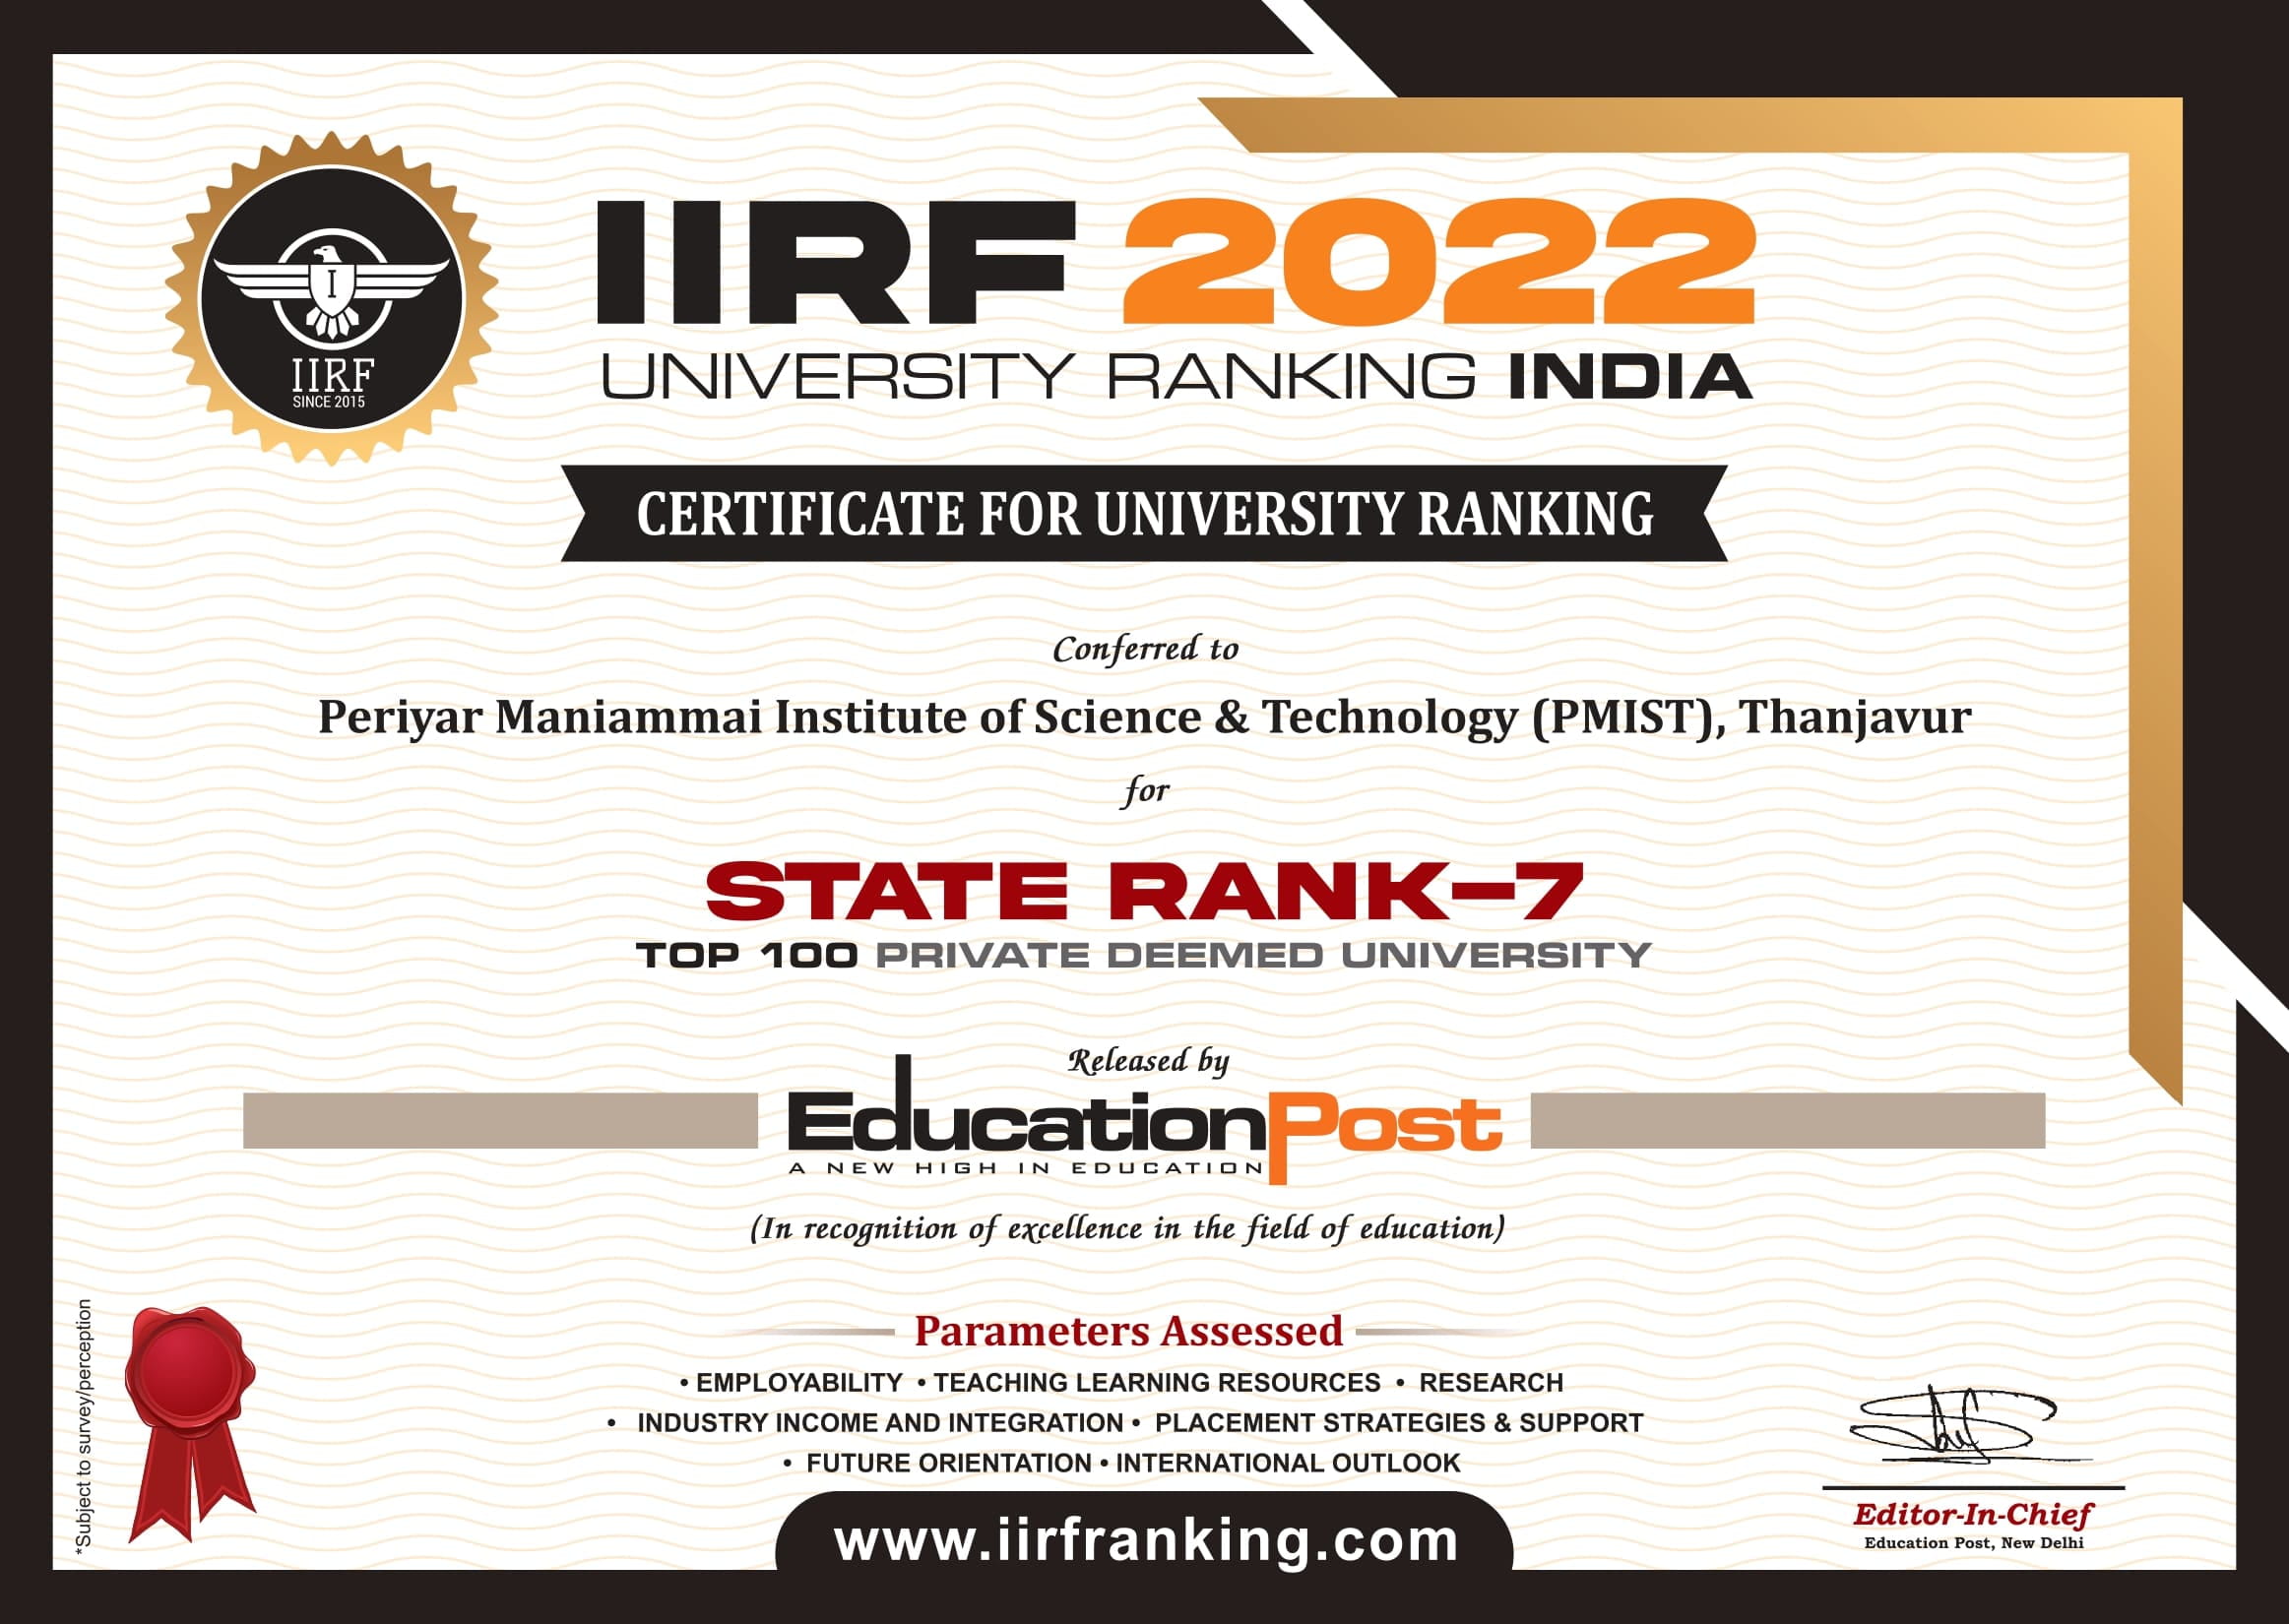 I
IIRF
SINCE 2015
IIRF 2022
UNIVERSITY RANKING INDIA
CERTIFICATE FOR UNIVERSITY RANKING
Conferred to
Periyar Maniammai Institute of Science & Technology (PMIST), Thanjavur
for
STATE RANK-7
TOP 100 PRIVATE DEEMED UNIVERSITY
Released by
EducationPost
A NEW HIGH IN EDUCATION
(In recognition of excellence in the field of education)
Parameters Assessed
• EMPLOYABILITY • TEACHING LEARNING RESOURCES • RESEARCH
• INDUSTRY INCOME AND INTEGRATION • PLACEMENT STRATEGIES & SUPPORT
• FUTURE ORIENTATION • INTERNATIONAL OUTLOOK
www.iirfranking.com
*Subject to survey/perception
Editor-In-Chief
Education Post, New Delhi